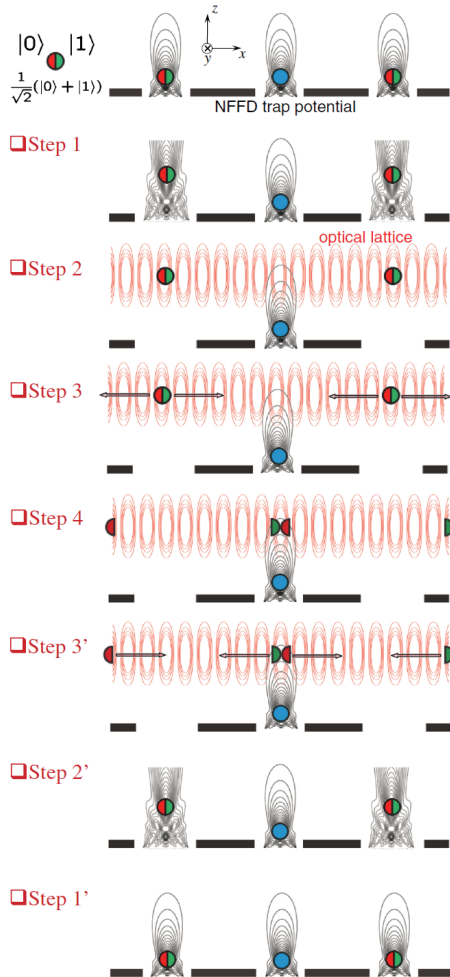 z
|0⟩ |1⟩
y x
1/√2(|0⟩ + |1⟩)
NFFD trap potential
❑Step 1
optical lattice
❑Step 2
❑Step 3
❑Step 4
❑Step 3'
❑Step 2'
❑Step 1'